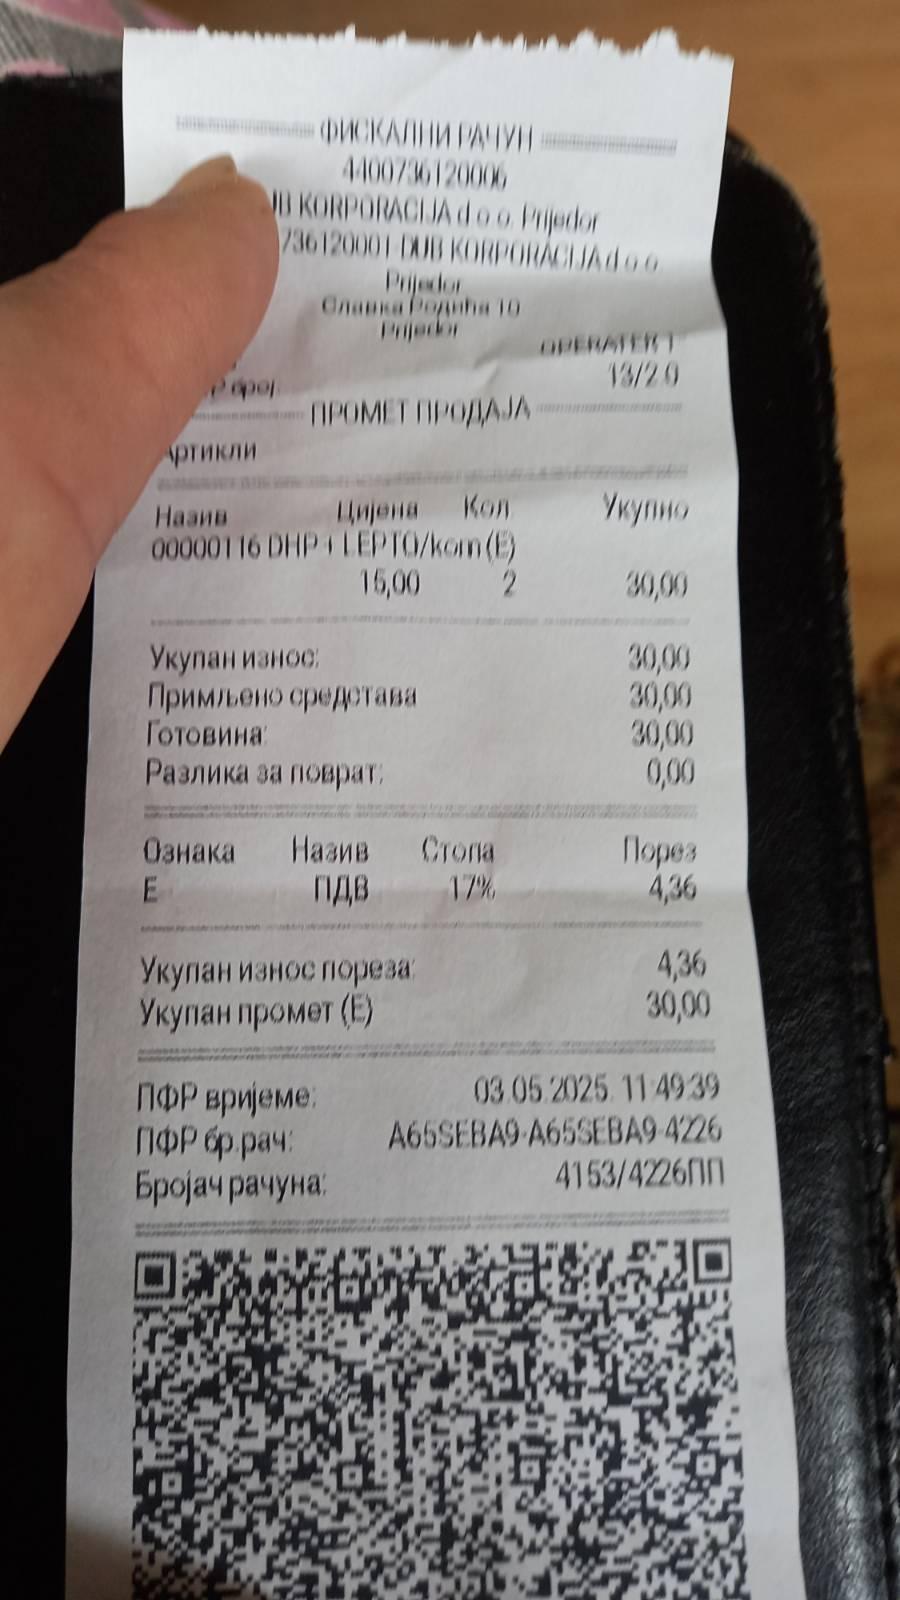 ФИСКАЛНИ РАЧУН
4400736120006
UB KORPORACIJA d.o.o. Prijedor
736120001-DUB KORPORACIJA d.o.o.
Prijedor
Славка Родића 10
Prijedor
OPERATER 1
број 13/2.0
ПРОМЕТ ПРОДАЈА
Артикли
Назив Цијена Кол. Укупно
00000116 DHP + LEPTO/kom (E)
15,00 2 30,00
Укупан износ: 30,00
Примљено средстава 30,00
Готовина: 30,00
Разлика за поврат: 0,00
Ознака Назив Стопа Порез
Е ПДВ 17% 4,36
Укупан износ пореза: 4,36
Укупан промет (Е) 30,00
ПФР вријеме: 03.05.2025. 11:49:39
ПФР бр.рач: A65SEBA9-A65SEBA9-4226
Бројач рачуна: 4153/4226ПП